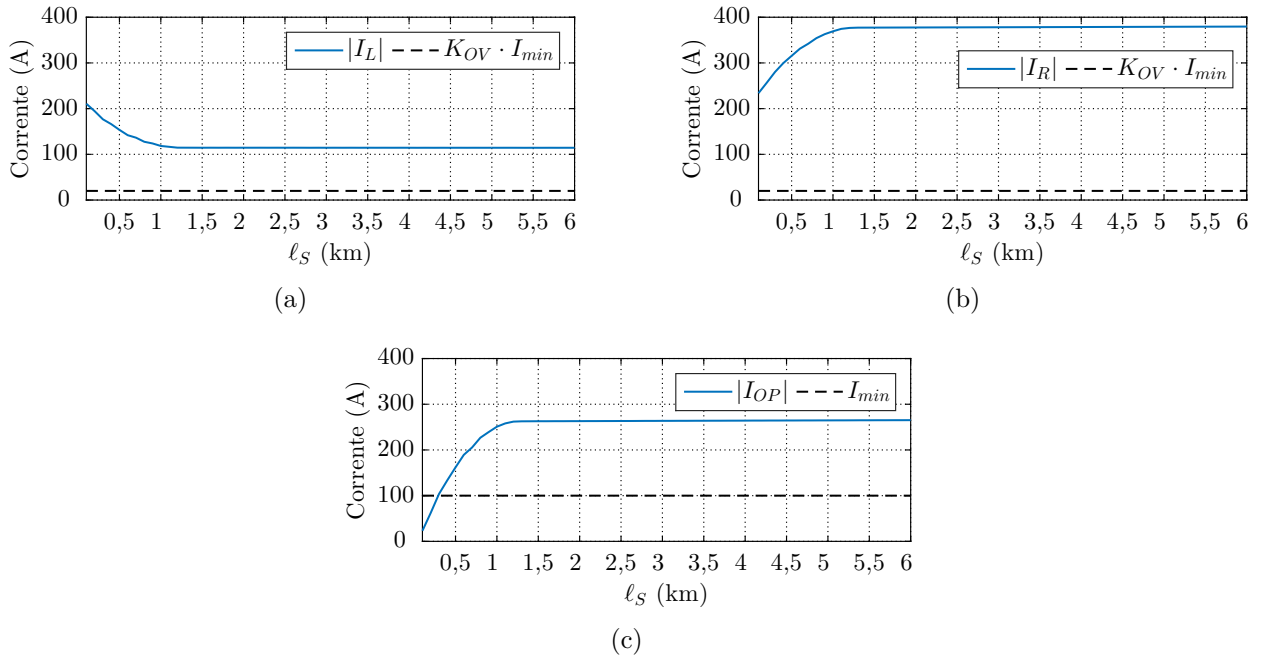 400
300
200
100
0
Corrente (A)
|I_L| K_OV · I_min
0,5 1 1,5 2 2,5 3 3,5 4 4,5 5 5,5 6
ℓ_S (km)
(a)
400
300
200
100
0
Corrente (A)
|I_R| K_OV · I_min
0,5 1 1,5 2 2,5 3 3,5 4 4,5 5 5,5 6
ℓ_S (km)
(b)
400
300
200
100
0
Corrente (A)
|I_OP| I_min
0,5 1 1,5 2 2,5 3 3,5 4 4,5 5 5,5 6
ℓ_S (km)
(c)